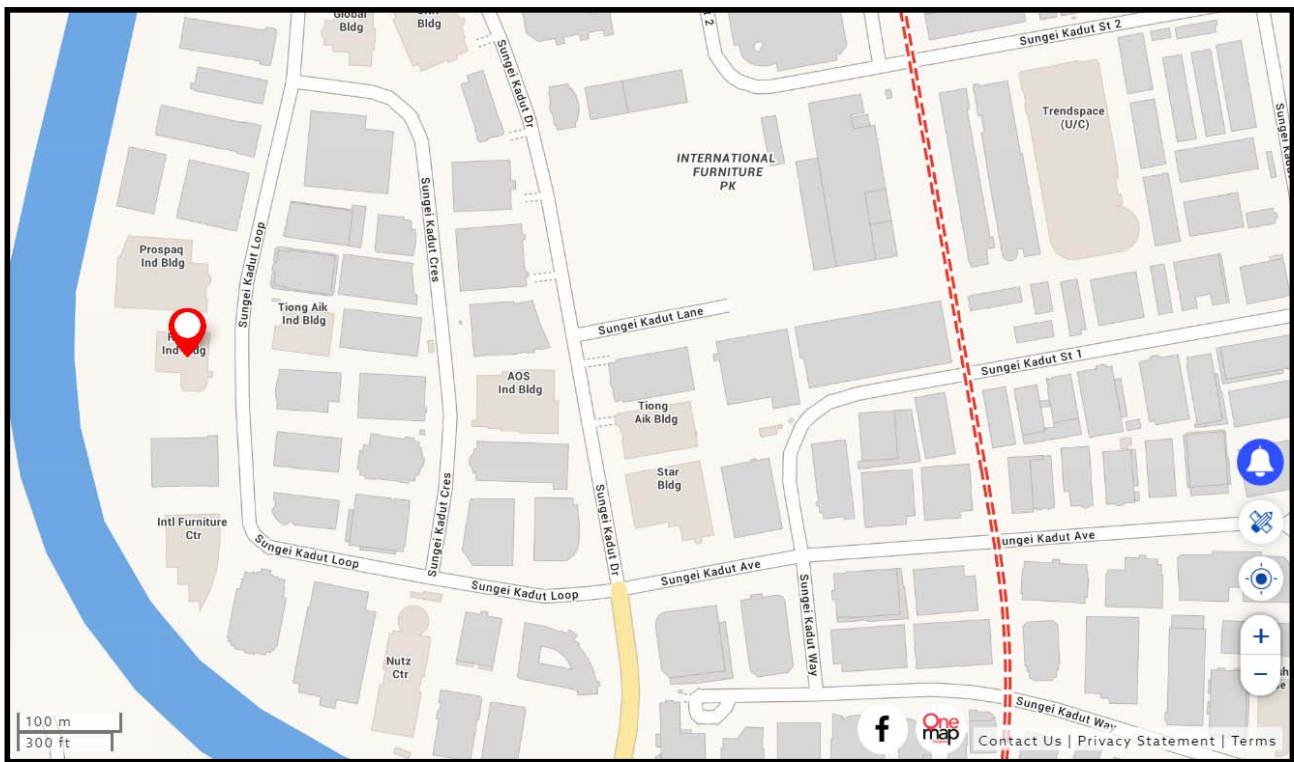 Global
Bldg
Bldg
St 2
Sungei Kadut St 2
Sungei Kadut Dr
Trendspace
(U/C)
INTERNATIONAL
FURNITURE
PK
Sungei Kadut Cres
Sungei Kadut Loop
Prospaq
Ind Bldg
Tiong Aik
Ind Bldg
Sungei Kadut Lane
Ind Bldg
Sungei Kadut St 1
AOS
Ind Bldg
Tiong
Aik Bldg
Star
Bldg
Sungei Kadut Cres
Sungei Kadut Dr
Intl Furniture
Ctr
Sungei Kadut Loop
Sungei Kadut Ave
ungei Kadut Ave
Sungei Kadut Loop
Sungei Kadut Way
Nutz
Ctr
Sungei Kadut Way
100 m
300 ft
f
One
map
Contact Us | Privacy Statement | Terms